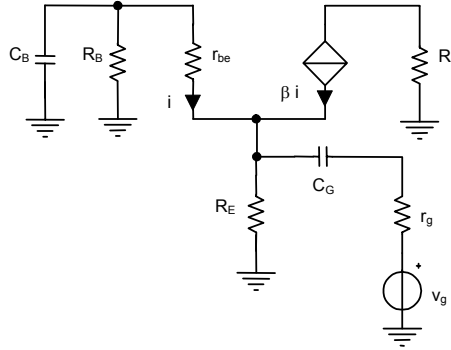 C_B
R_B
r_be
R
i
β i
C_G
R_E
r_g
+
v_g